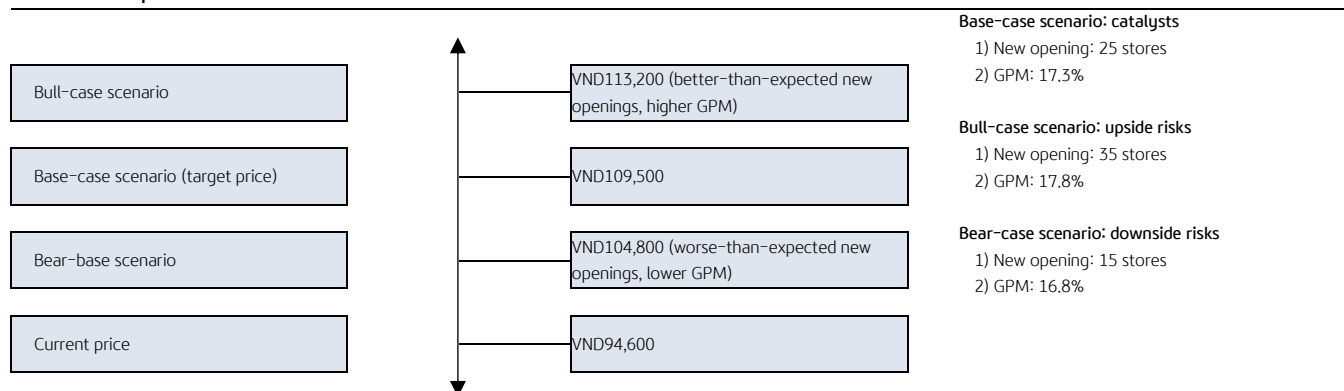 Bull-case scenario
VND113,200 (better-than-expected new
openings, higher GPM)
Base-case scenario (target price)
VND109,500
Bear-base scenario
VND104,800 (worse-than-expected new
openings, lower GPM)
Current price
VND94,600
Base-case scenario: catalysts
1) New opening: 25 stores
2) GPM: 17.3%
Bull-case scenario: upside risks
1) New opening: 35 stores
2) GPM: 17.8%
Bear-case scenario: downside risks
1) New opening: 15 stores
2) GPM: 16.8%